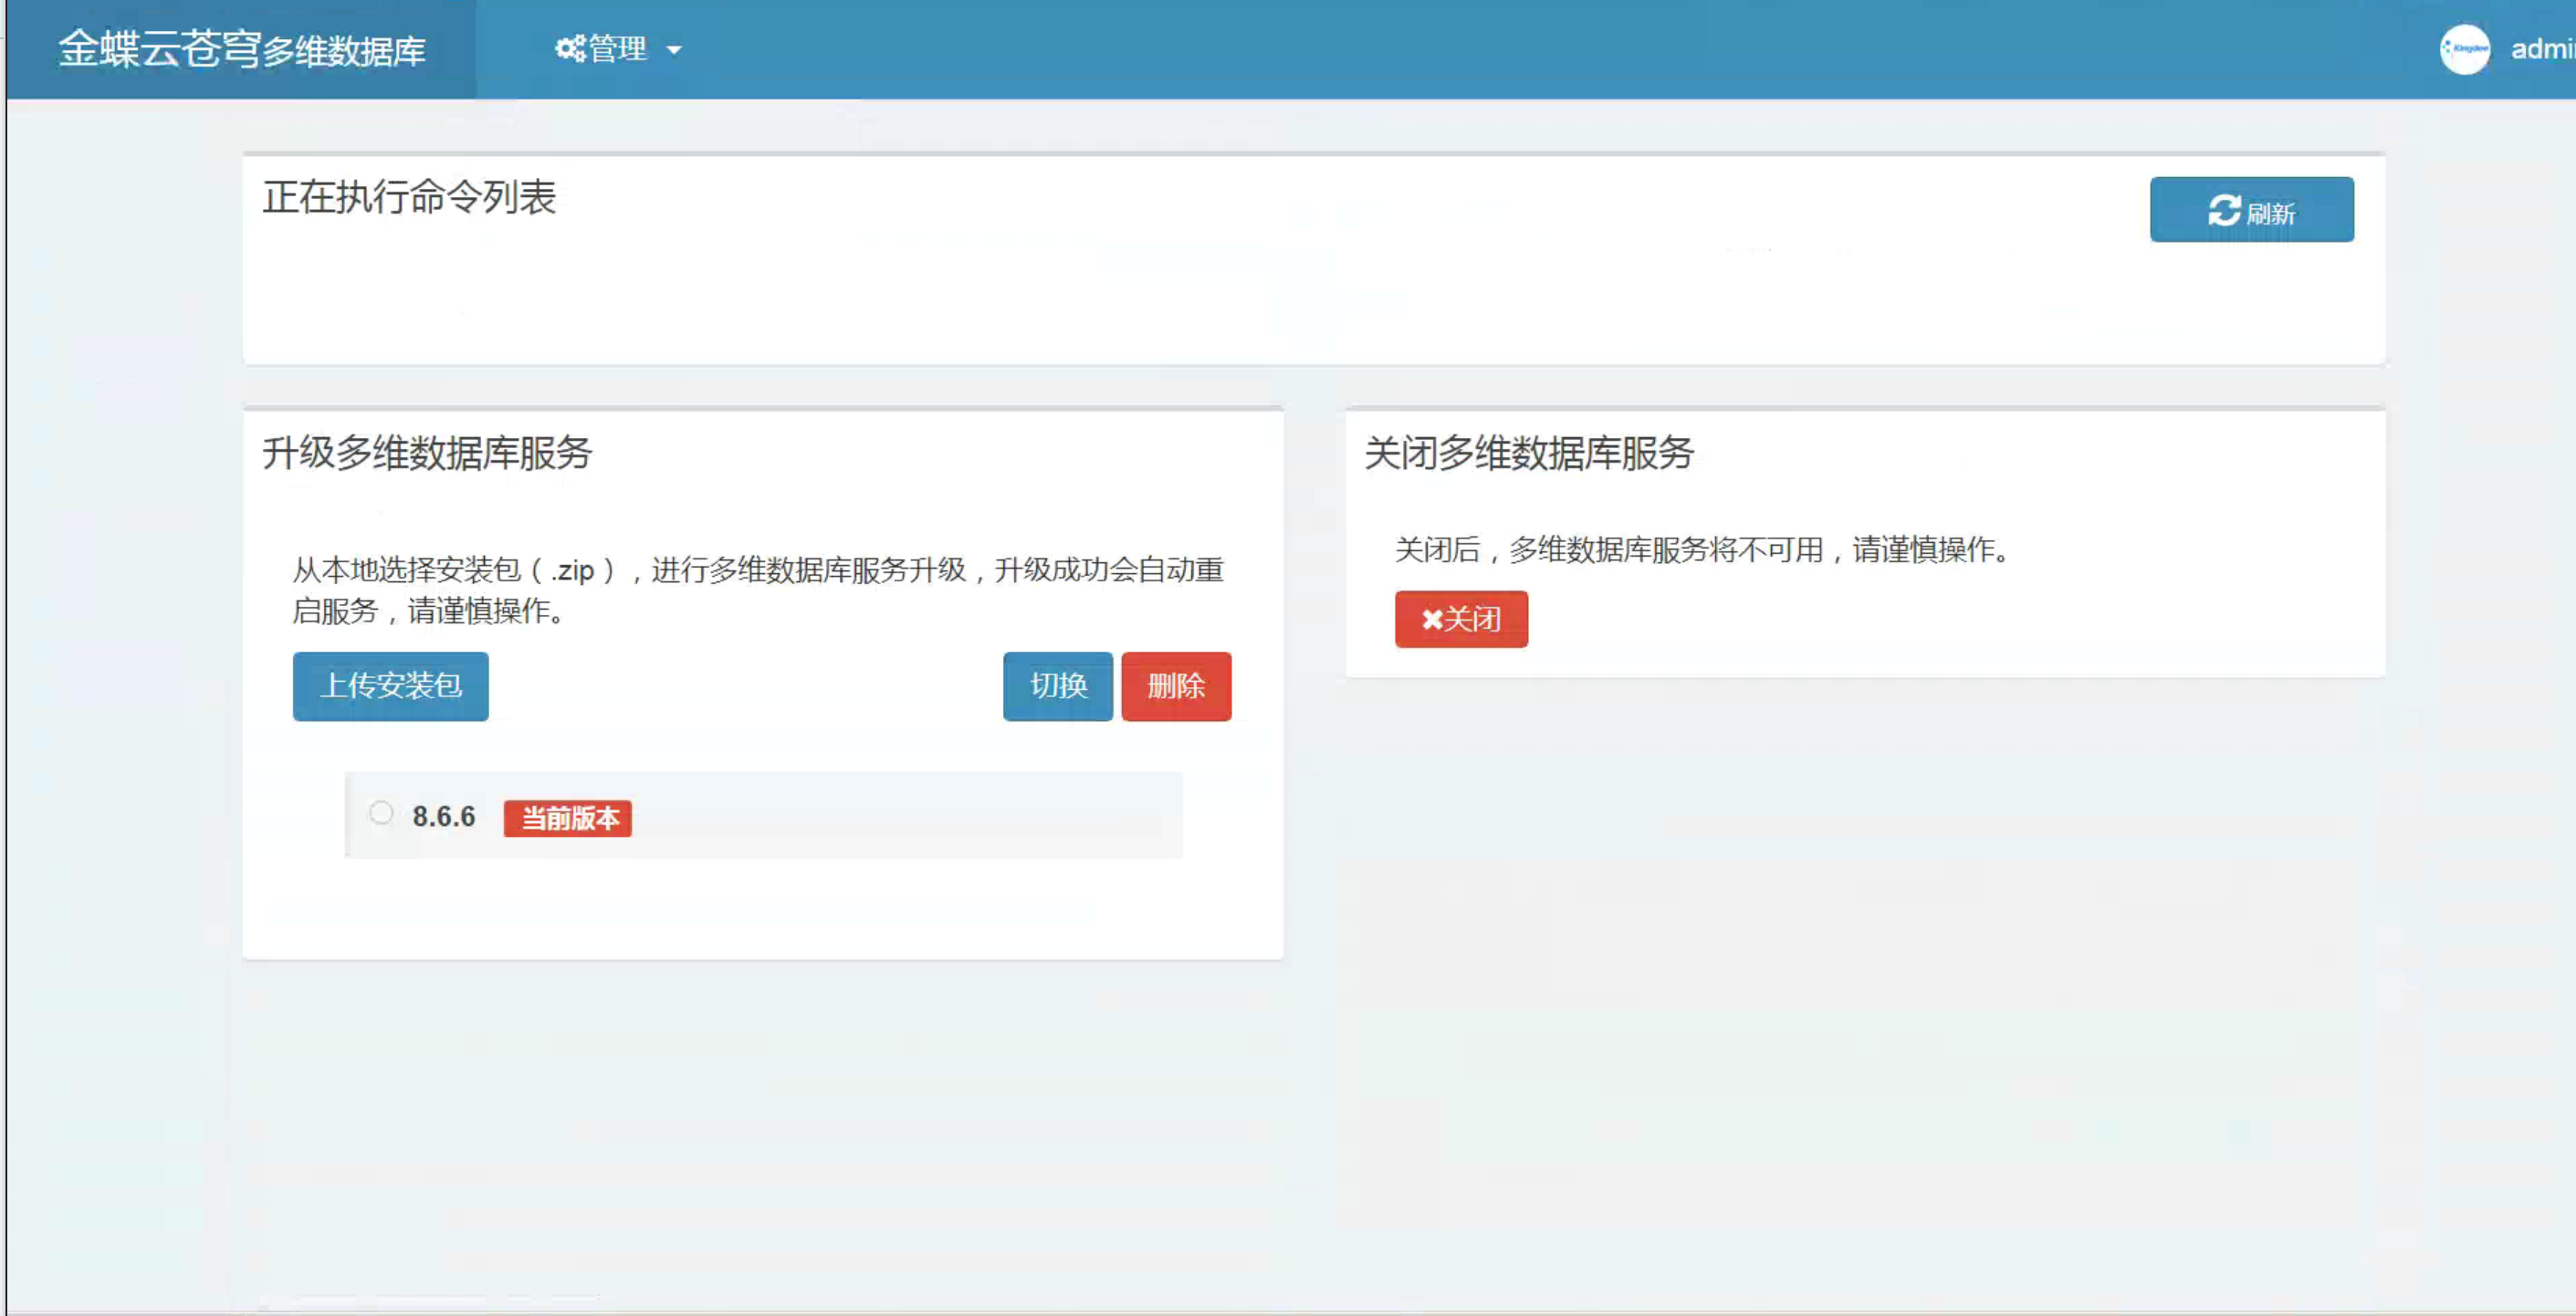 金蝶云苍穹多维数据库
管理
Kingdee
正在执行命令列表
刷新
升级多维数据库服务
从本地选择安装包（.zip），进行多维数据库服务升级，升级成功会自动重
启服务，请谨慎操作。
上传安装包
切换
删除
8.6.6 当前版本
关闭多维数据库服务
关闭后，多维数据库服务将不可用，请谨慎操作。
关闭